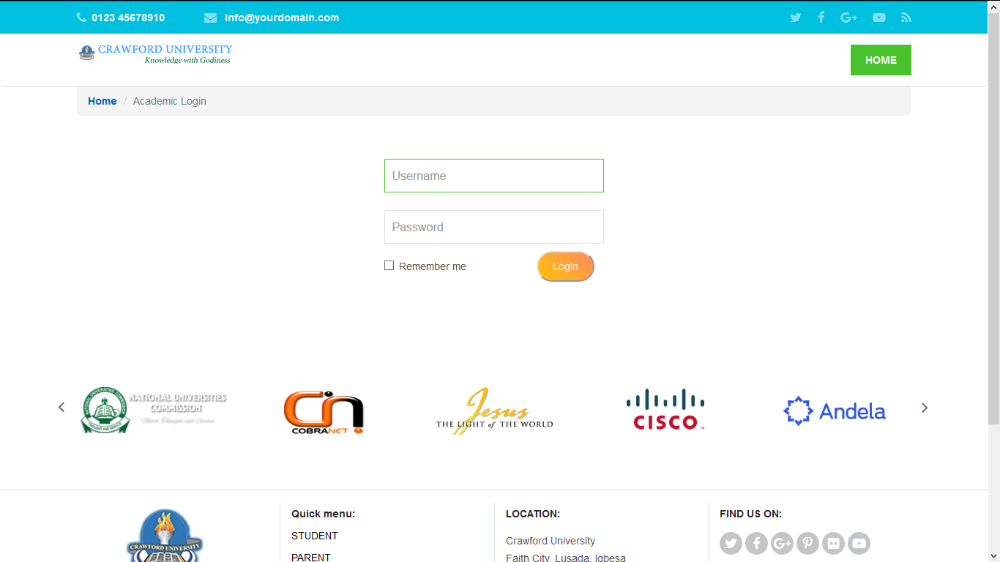 0123 45678910
info@yourdomain.com
CRAWFORD UNIVERSITY
Knowledge with Godiness
HOME
Home / Academic Login
Username
Password
Remember me
Login
NATIONAL UNIVERSITIES
COMMISSION
CN
COBRANET
Jesus
THE LIGHT of THE WORLD
CISCO
Andela
CRAWFORD UNIVERSITY
Quick menu:
STUDENT
PARENT
LOCATION:
Crawford University
Faith City, Lusada, Igbesa
FIND US ON: